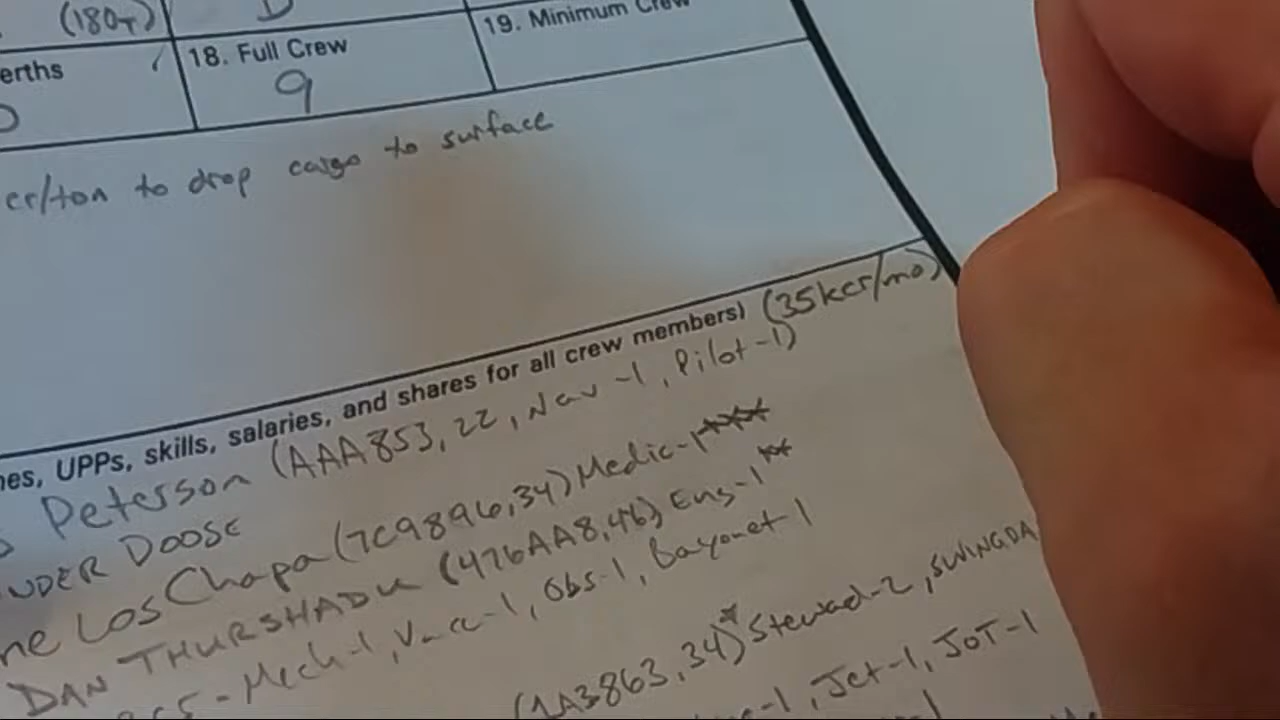 (180T) D
erths
18. Full Crew
19. Minimum Crew
9
cr/ton to drop cargo to surface
nes, UPPs, skills, salaries, and shares for all crew members) (35kcr/mo)
Peterson (AAA853, 22, Nav-1, Pilot-1)
UDER DOOSE
ne Los Chapa (7C9896, 34) Medic-1
DAN THURSHADU (476AA8, 46) Eng-1
Mech-1, Vacc-1, Obs-1, Bayonet-1
(1A3863, 34)* Steward-2, SWINGDA
Jet-1, JoT-1